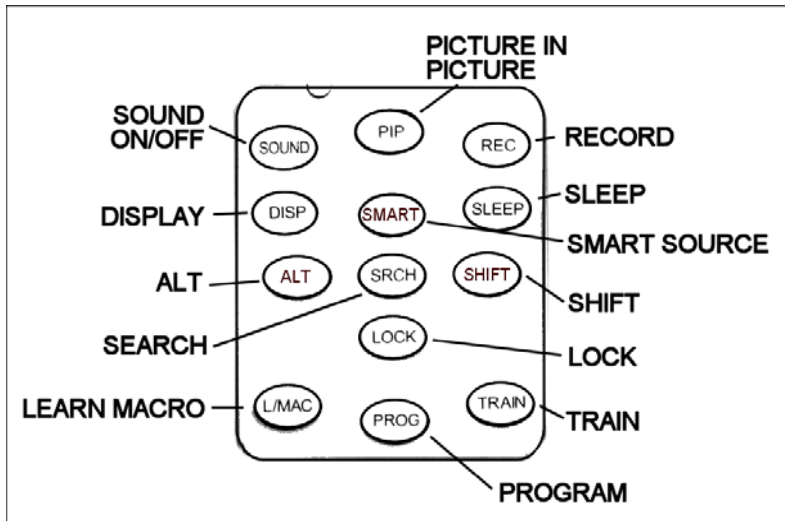 PICTURE IN
PICTURE
SOUND
ON/OFF
SOUND
PIP
REC
RECORD
DISPLAY
DISP
SMART
SLEEP
SLEEP
SMART SOURCE
ALT
ALT
SRCH
SHIFT
SHIFT
SEARCH
LOCK
LOCK
LEARN MACRO
L/MAC
PROG
TRAIN
TRAIN
PROGRAM